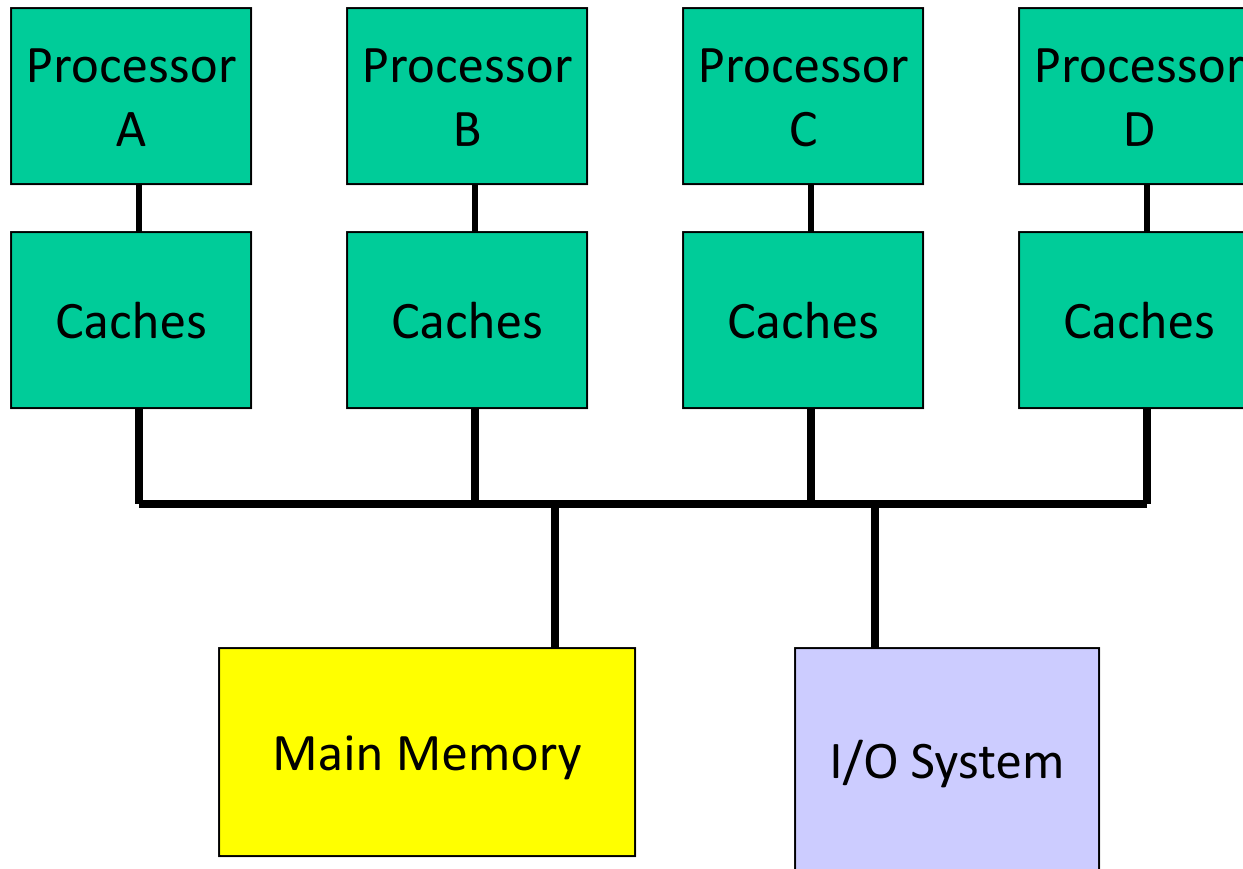 Processor
A
Processor
B
Processor
C
Processor
D
Caches
Caches
Caches
Caches
Main Memory
I/O System